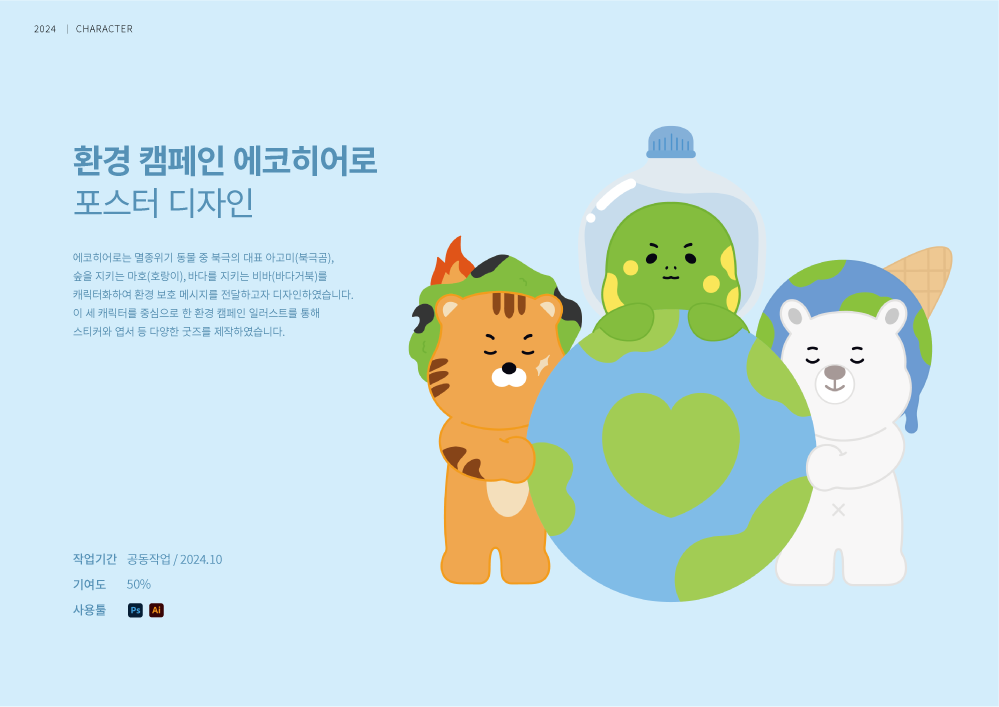 2024 | CHARACTER
환경 캠페인 에코히어로
포스터 디자인
에코히어로는 멸종위기 동물 중 북극의 대표 아고미(북극곰),
숲을 지키는 마호(호랑이), 바다를 지키는 비바(바다거북)를
캐릭터화하여 환경 보호 메시지를 전달하고자 디자인하였습니다.
이 세 캐릭터를 중심으로 한 환경 캠페인 일러스트를 통해
스티커와 엽서 등 다양한 굿즈를 제작하였습니다.
작업기간 공동작업 / 2024.10
기여도 50%
사용툴 Ps Ai